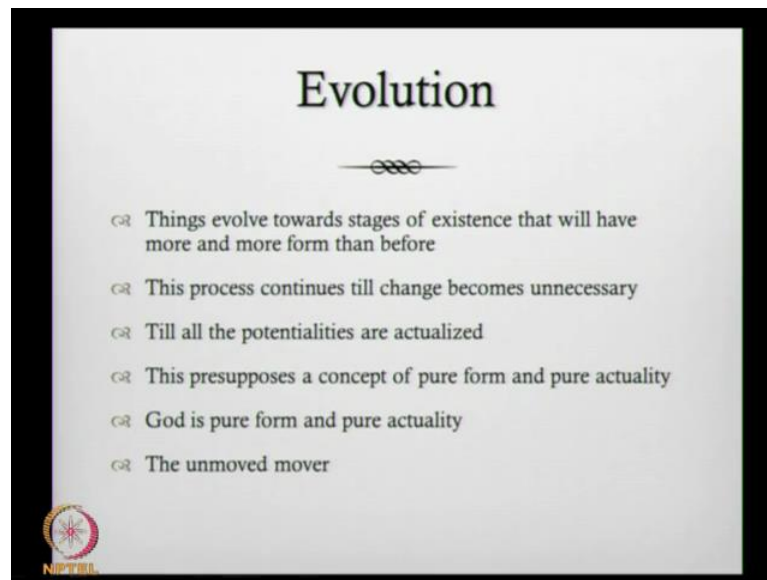 Evolution
Things evolve towards stages of existence that will have
more and more form than before
This process continues till change becomes unnecessary
Till all the potentialities are actualized
This presupposes a concept of pure form and pure actuality
God is pure form and pure actuality
The unmoved mover
NPTEL